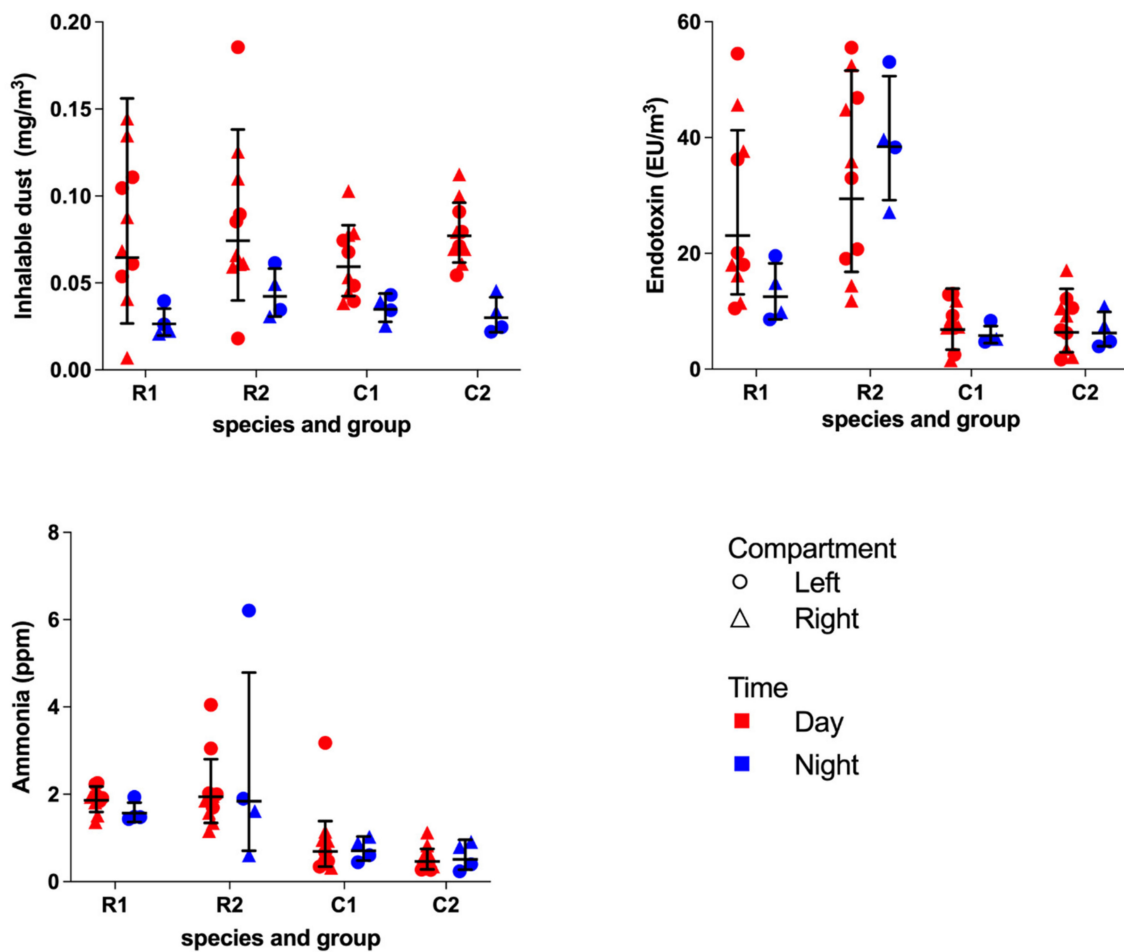 Inhalable dust (mg/m³)
0.20
0.15
0.10
0.05
0.00
R1 R2 C1 C2
species and group
Endotoxin (EU/m³)
60
40
20
0
R1 R2 C1 C2
species and group
Ammonia (ppm)
8
6
4
2
0
R1 R2 C1 C2
species and group
Compartment
Left
Right
Time
Day
Night